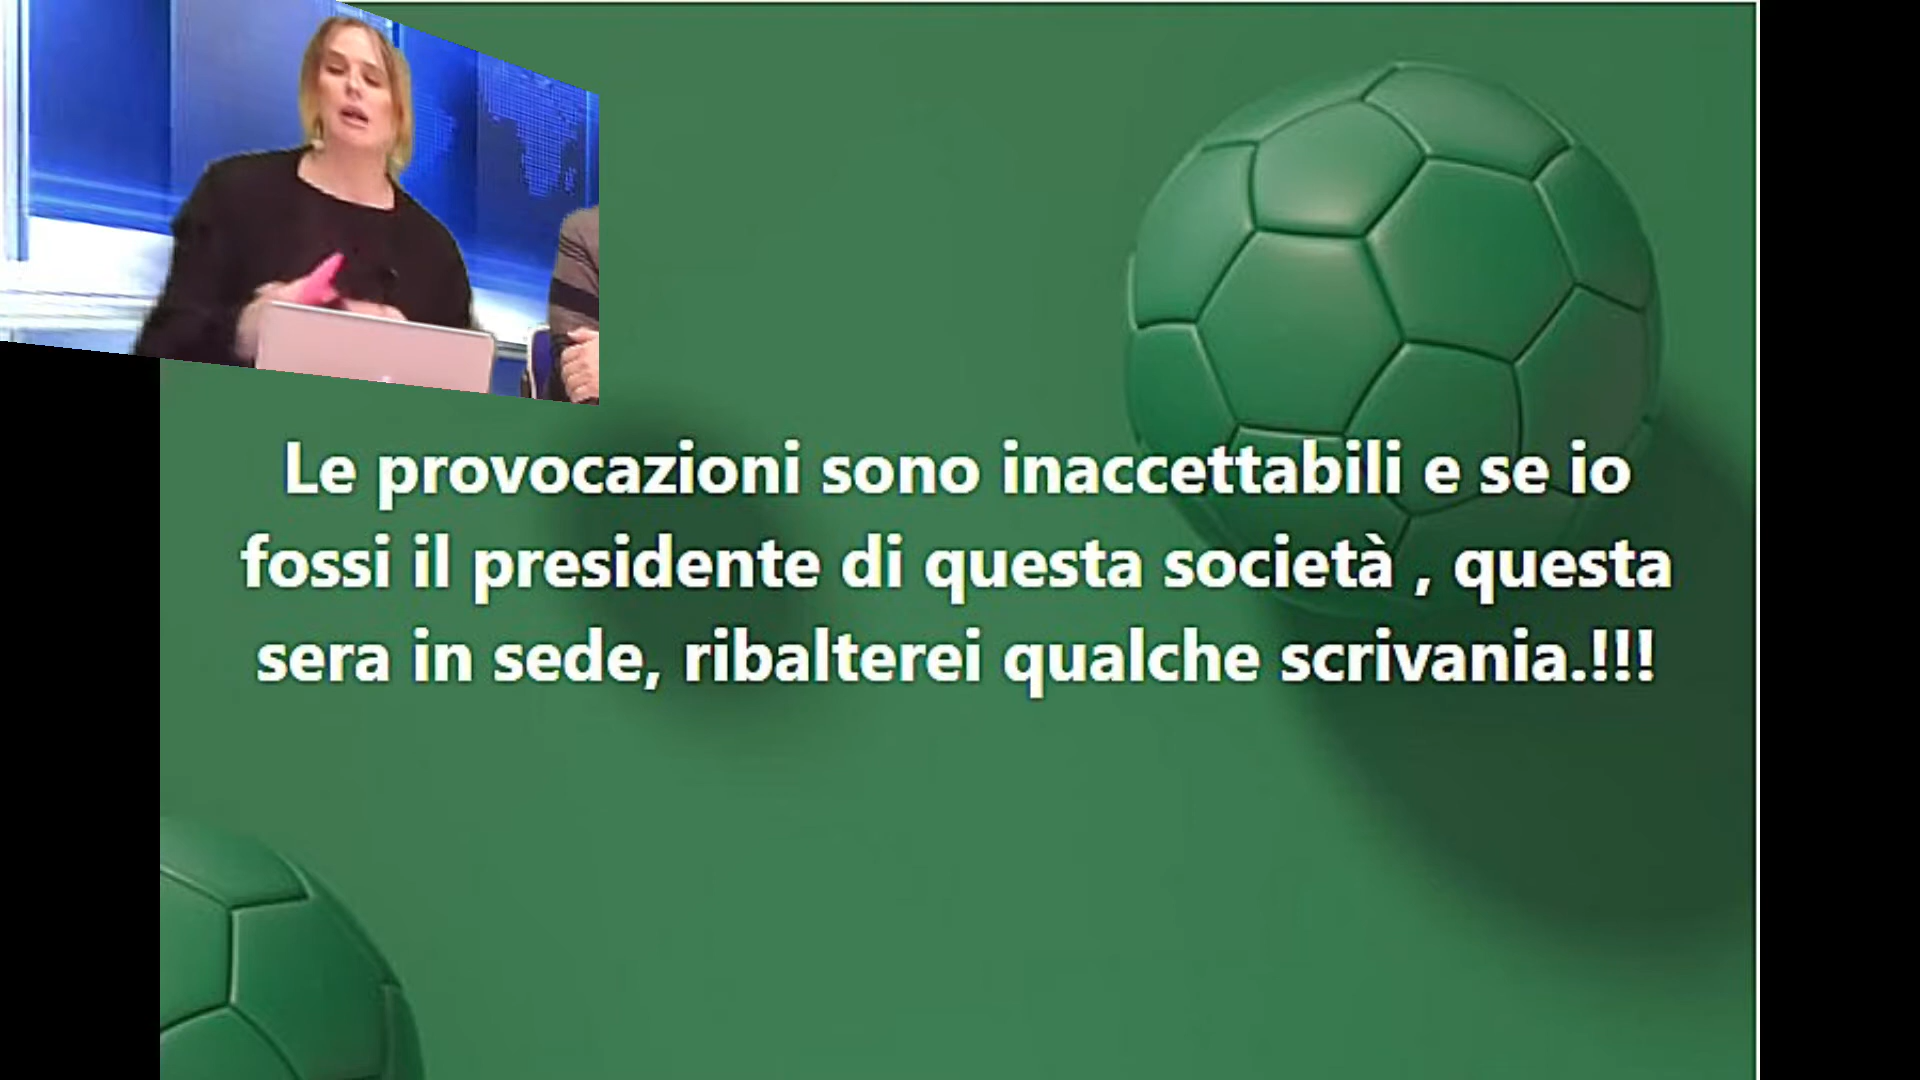 Le provocazioni sono inaccettabili e se io
fossi il presidente di questa società , questa
sera in sede, ribalterei qualche scrivania.!!!